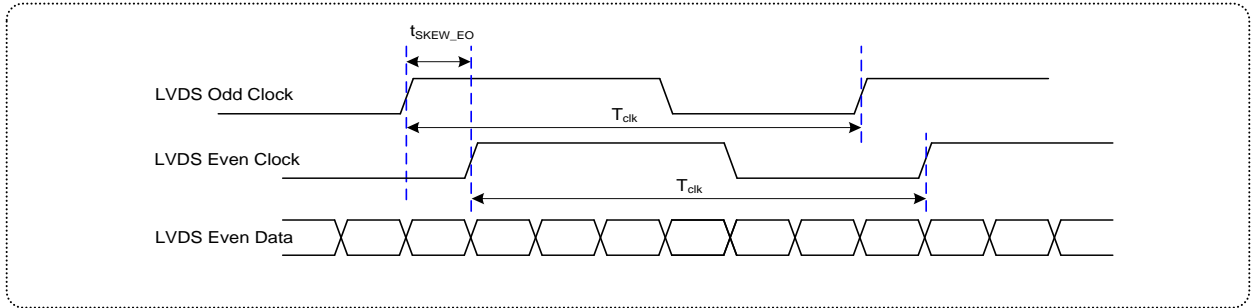 tSKEW_EO
LVDS Odd Clock
Tclk
LVDS Even Clock
Tclk
LVDS Even Data